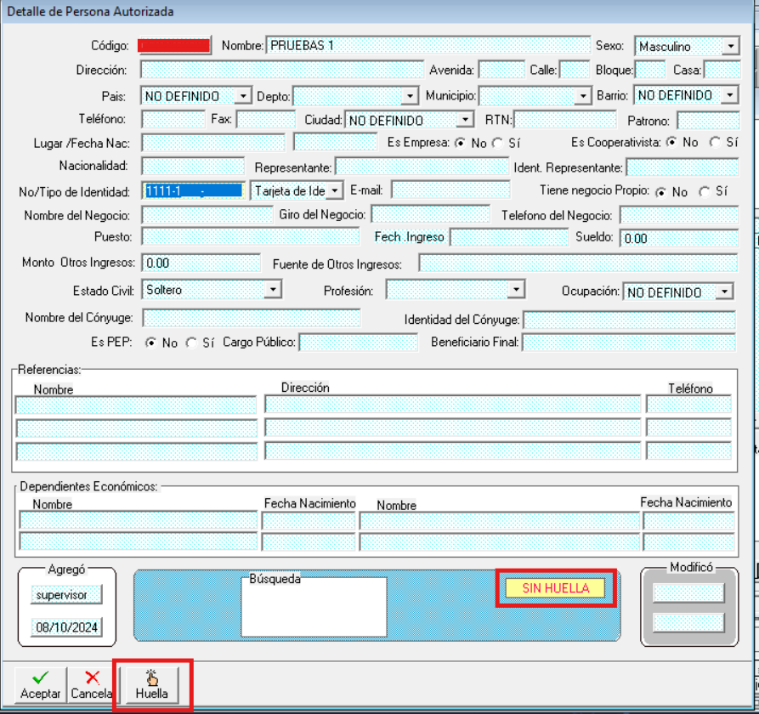 Detalle de Persona Autorizada
Código: Nombre: PRUEBAS 1 Sexo: Masculino
Dirección: Avenida: Calle: Bloque: Casa:
Pais: NO DEFINIDO Depto: Municipio: Barrio: NO DEFINIDO
Teléfono: Fax: Ciudad: NO DEFINIDO RTN: Patrono:
Lugar /Fecha Nac: Es Empresa: No Sí Es Cooperativista: No Sí
Nacionalidad: Representante: Ident. Representante:
No/Tipo de Identidad: 1111-1 - Tarjeta de Ide E-mail: Tiene negocio Propio: No Sí
Nombre del Negocio: Giro del Negocio: Telefono del Negocio:
Puesto: Fech .Ingreso Sueldo: 0.00
Monto Otros Ingresos: 0.00 Fuente de Otros Ingresos:
Estado Civil: Soltero Profesión: Ocupación: NO DEFINIDO
Nombre del Cónyuge: Identidad del Cónyuge:
Es PEP: No Sí Cargo Público: Beneficiario Final:
Referencias:
Nombre Dirección Teléfono
Dependientes Económicos:
Nombre Fecha Nacimiento Nombre Fecha Nacimiento
Agregó Búsqueda Modificó
supervisor SIN HUELLA
08/10/2024
Aceptar Cancela Huella